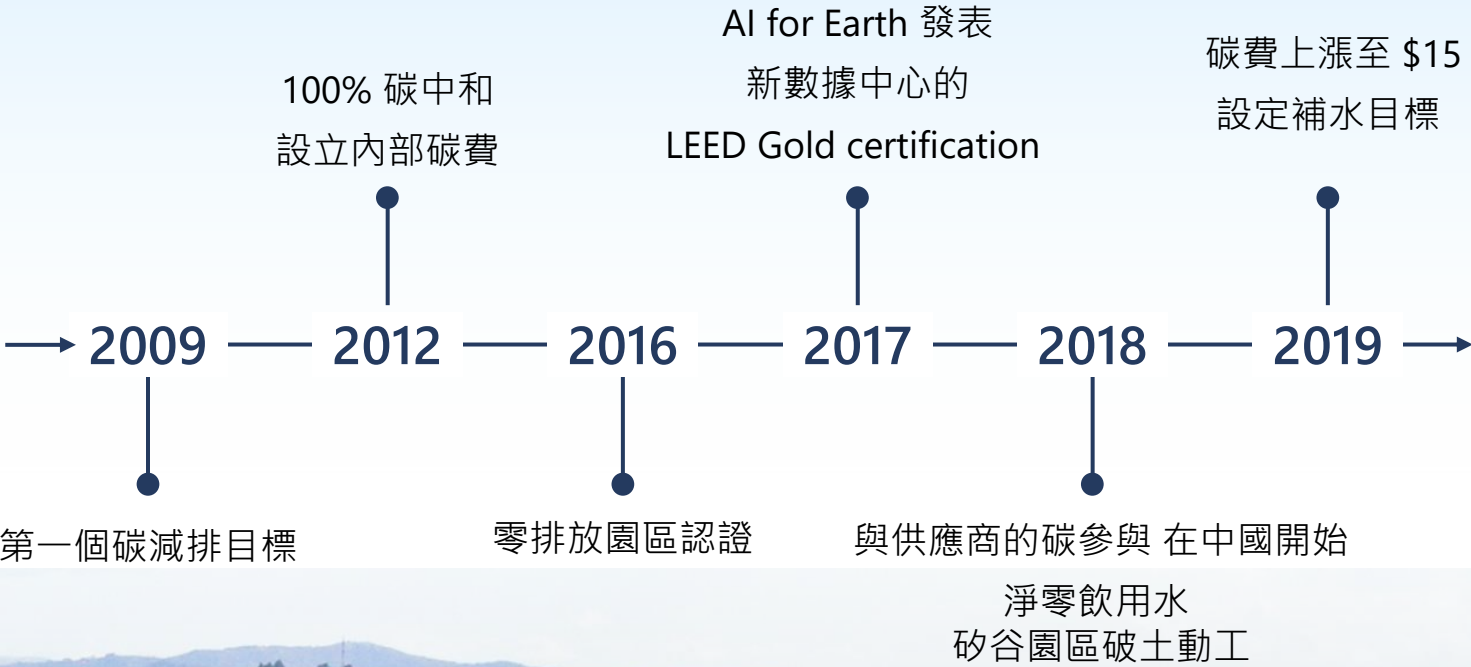 AI for Earth 發表
新數據中心的
LEED Gold certification
碳費上漲至 $15
設定補水目標
100% 碳中和
設立內部碳費
2009
2012
2016
2017
2018
2019
第一個碳減排目標
零排放園區認證
與供應商的碳參與 在中國開始
淨零飲用水
矽谷園區破土動工